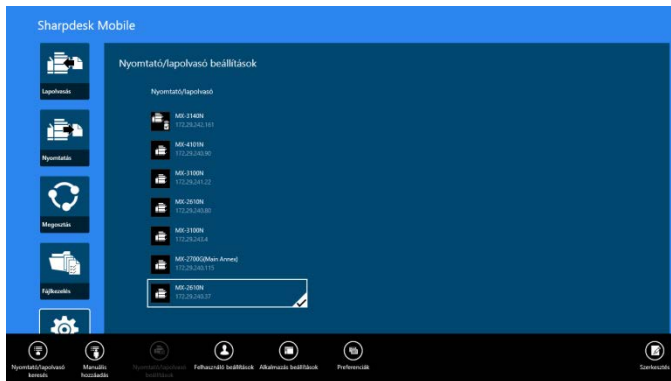 Sharpdesk Mobile
Nyomtató/lapolvasó beállítások
Lapolvasás
Nyomtató/lapolvasó
MX-3140N
172.29.242.161
MX-4101N
172.29.240.90
Nyomtatás
MX-3100N
172.29.241.22
MX-2610N
172.29.240.80
MX-3100N
172.29.243.4
Megosztás
MX-2700G(Main Annex)
172.29.240.115
MX-2610N
172.29.240.37
Fájlkezelés
Nyomtató/lapolvasó
keresés
Manuális
hozzáadás
Nyomtató/lapolvasó
beállítások
Felhasználó beállítások
Alkalmazás beállítások
Preferenciák
Szerkesztés